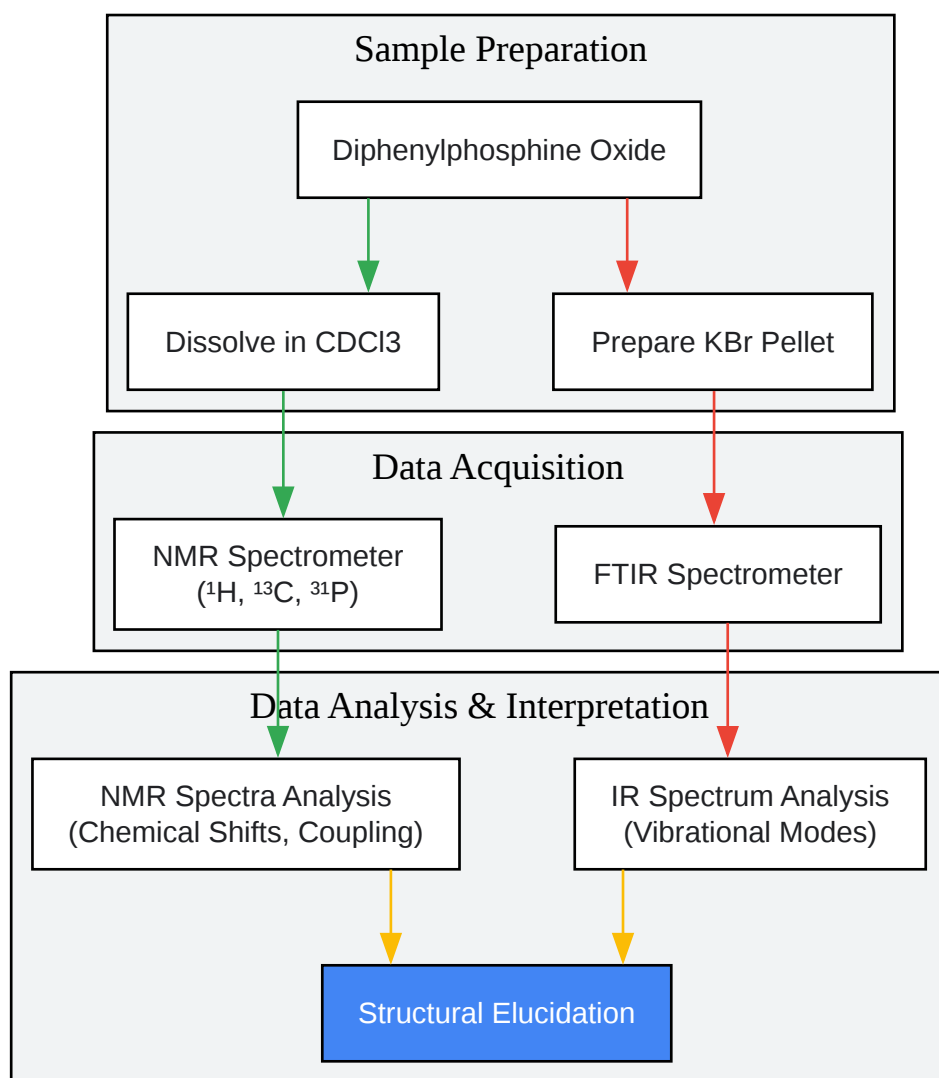 Sample Preparation
Diphenylphosphine Oxide
Dissolve in CDCl3
Prepare KBr Pellet
Data Acquisition
NMR Spectrometer
(¹H, ¹³C, ³¹P)
FTIR Spectrometer
Data Analysis & Interpretation
NMR Spectra Analysis
(Chemical Shifts, Coupling)
IR Spectrum Analysis
(Vibrational Modes)
Structural Elucidation